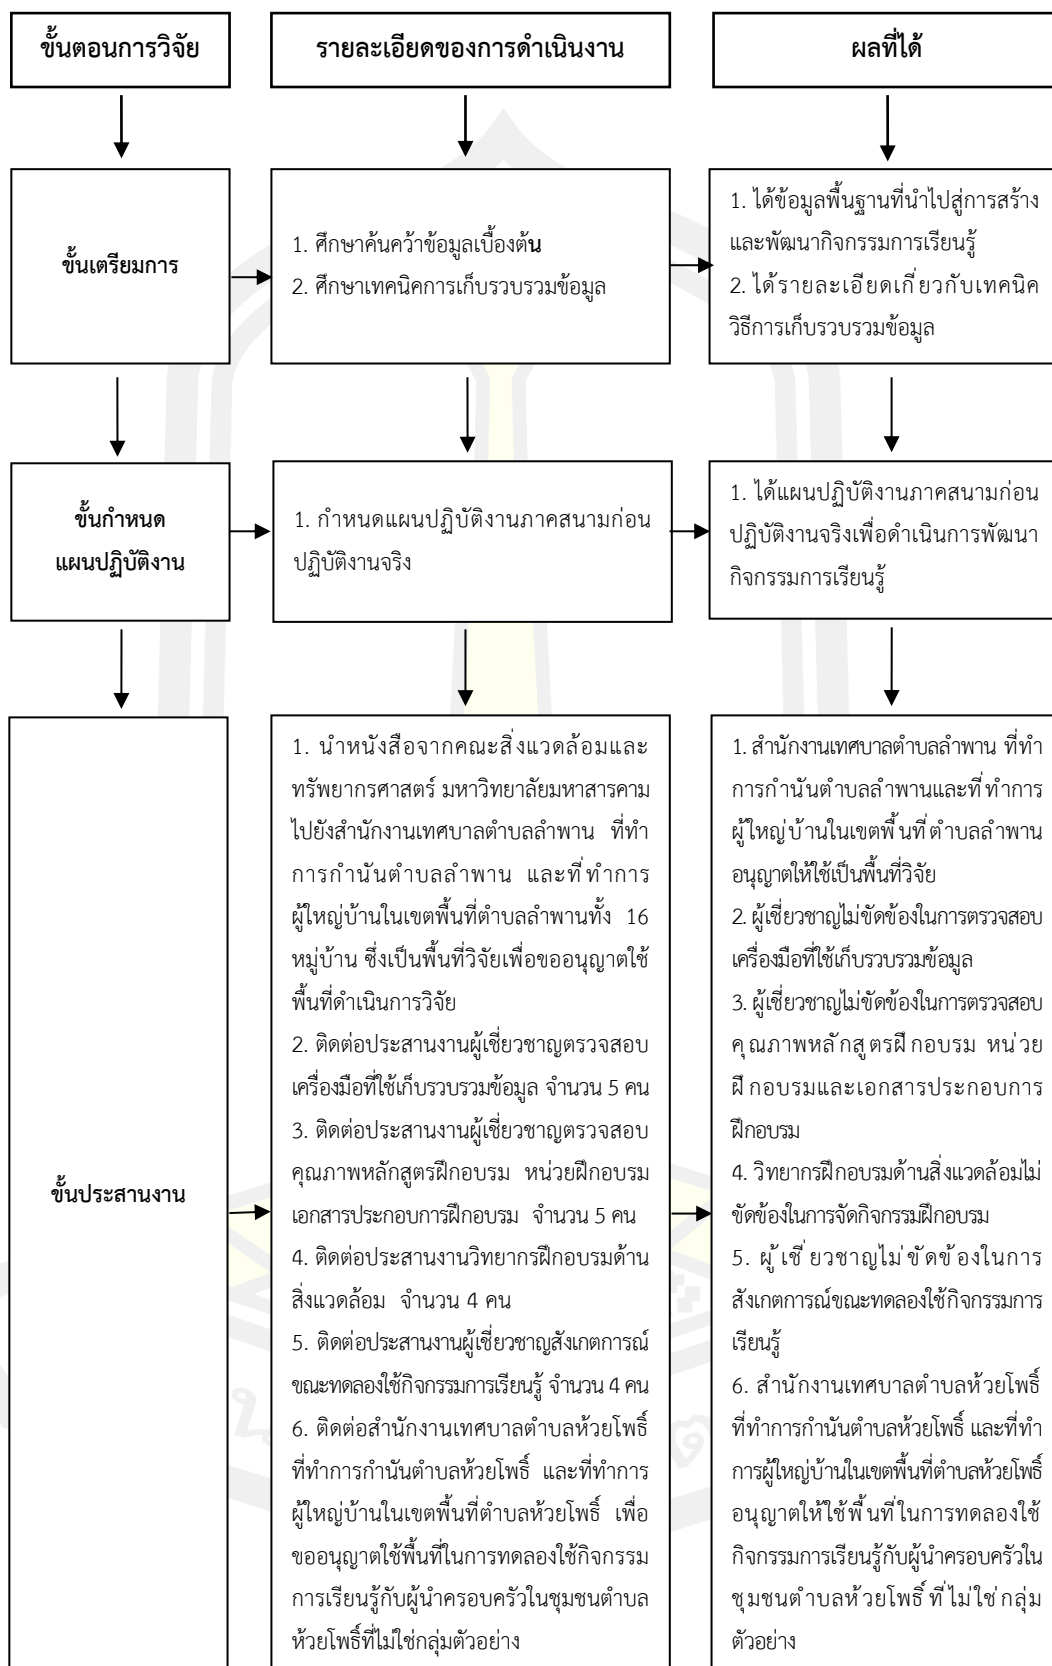 ขั้นตอนการวิจัย
รายละเอียดของการดำเนินงาน
ผลที่ได้
ขั้นเตรียมการ
1. ศึกษาค้นคว้าข้อมูลเบื้องต้น
2. ศึกษาเทคนิคการเก็บรวบรวมข้อมูล
1. ได้ข้อมูลพื้นฐานที่นำไปสู่การสร้าง
และพัฒนากิจกรรมการเรียนรู้
2. ได้รายละเอียดเกี่ยวกับเทคนิค
วิธีการเก็บรวบรวมข้อมูล
ขั้นกำหนด
แผนปฏิบัติงาน
1. กำหนดแผนปฏิบัติงานภาคสนามก่อน
ปฏิบัติงานจริง
1. ได้แผนปฏิบัติงานภาคสนามก่อน
ปฏิบัติงานจริงเพื่อดำเนินการพัฒนา
กิจกรรมการเรียนรู้
ขั้นประสานงาน
1. นำหนังสือจากคณะสิ่งแวดล้อมและ
ทรัพยากรศาสตร์ มหาวิทยาลัยมหาสารคาม
ไปยังสำนักงานเทศบาลตำบลลำพาน ที่ทำ
การกำนันตำบลลำพาน และที่ทำการ
ผู้ใหญ่บ้านในเขตพื้นที่ตำบลลำพานทั้ง 16
หมู่บ้าน ซึ่งเป็นพื้นที่วิจัยเพื่อขออนุญาตใช้
พื้นที่ดำเนินการวิจัย
2. ติดต่อประสานงานผู้เชี่ยวชาญตรวจสอบ
เครื่องมือที่ใช้เก็บรวบรวมข้อมูล จำนวน 5 คน
3. ติดต่อประสานงานผู้เชี่ยวชาญตรวจสอบ
คุณภาพหลักสูตรฝึกอบรม หน่วยฝึกอบรม
เอกสารประกอบการฝึกอบรม จำนวน 5 คน
4. ติดต่อประสานงานวิทยากรฝึกอบรมด้าน
สิ่งแวดล้อม จำนวน 4 คน
5. ติดต่อประสานงานผู้เชี่ยวชาญสังเกตการณ์
ขณะทดลองใช้กิจกรรมการเรียนรู้ จำนวน 4 คน
6. ติดต่อสำนักงานเทศบาลตำบลห้วยโพธิ์
ที่ทำการกำนันตำบลห้วยโพธิ์ และที่ทำการ
ผู้ใหญ่บ้านในเขตพื้นที่ตำบลห้วยโพธิ์ เพื่อ
ขออนุญาตใช้พื้นที่ในการทดลองใช้กิจกรรม
การเรียนรู้กับผู้นำครอบครัวในชุมชนตำบล
ห้วยโพธิ์ที่ไม่ใช่กลุ่มตัวอย่าง
1. สำนักงานเทศบาลตำบลลำพาน ที่ทำ
การกำนันตำบลลำพานและที่ทำการ
ผู้ใหญ่บ้านในเขตพื้นที่ตำบลลำพาน
อนุญาตให้ใช้เป็นพื้นที่วิจัย
2. ผู้เชี่ยวชาญไม่ขัดข้องในการตรวจสอบ
เครื่องมือที่ใช้เก็บรวบรวมข้อมูล
3. ผู้เชี่ยวชาญไม่ขัดข้องในการตรวจสอบ
คุณภาพหลักสูตรฝึกอบรม หน่วย
ฝึกอบรมและเอกสารประกอบการ
ฝึกอบรม
4. วิทยากรฝึกอบรมด้านสิ่งแวดล้อมไม่
ขัดข้องในการจัดกิจกรรมฝึกอบรม
5. ผู้เชี่ยวชาญไม่ขัดข้องในการ
สังเกตการณ์ขณะทดลองใช้กิจกรรมการ
เรียนรู้
6. สำนักงานเทศบาลตำบลห้วยโพธิ์
ที่ทำการกำนันตำบลห้วยโพธิ์ และที่ทำ
การผู้ใหญ่บ้านในเขตพื้นที่ตำบลห้วยโพธิ์
อนุญาตให้ใช้พื้นที่ในการทดลองใช้
กิจกรรมการเรียนรู้กับผู้นำครอบครัวใน
ชุมชนตำบลห้วยโพธิ์ที่ไม่ใช่กลุ่ม
ตัวอย่าง